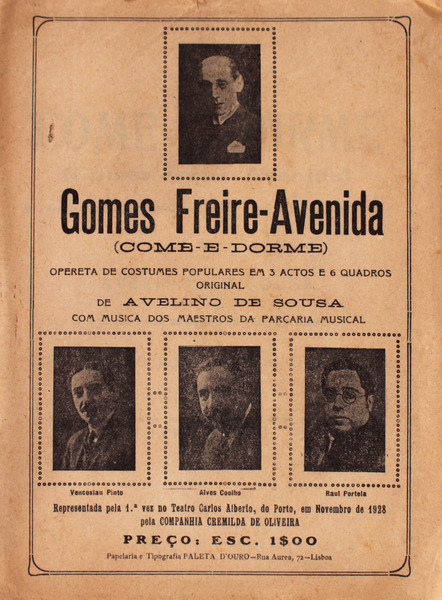 Gomes Freire-Avenida
(COME-E-DORME)
OPERETA DE COSTUMES POPULARES EM 3 ACTOS E 6 QUADROS
ORIGINAL
DE AVELINO DE SOUSA
COM MUSICA DOS MAESTROS DA PARÇARIA MUSICAL
Venceslau Pinto
Alves Coelho
Raul Portela
Representada pela 1.ª vez no Teatro Carlos Alberto, do Porto, em Novembro de 1928
pela COMPANHIA CREMILDA DE OLIVEIRA
PREÇO: ESC. 1$00
Papelaria e Tipografia PALETA D'OURO—Rua Aurea, 72—Lisboa